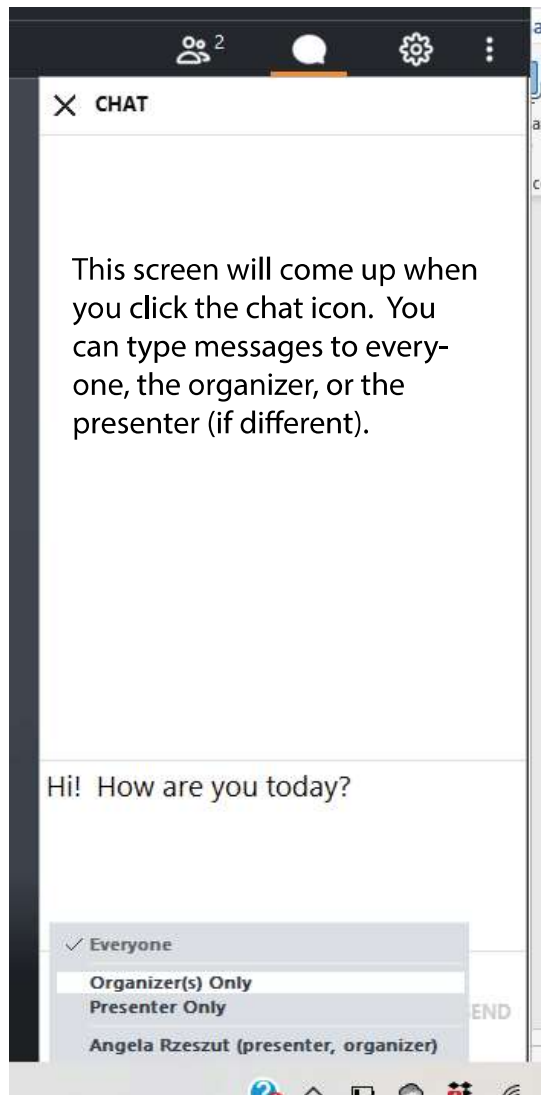 2
CHAT
This screen will come up when
you click the chat icon.  You
can type messages to every-
one, the organizer, or the
presenter (if different).
Hi!  How are you today?
Everyone
Organizer(s) Only
Presenter Only
END
Angela Rzeszut (presenter, organizer)